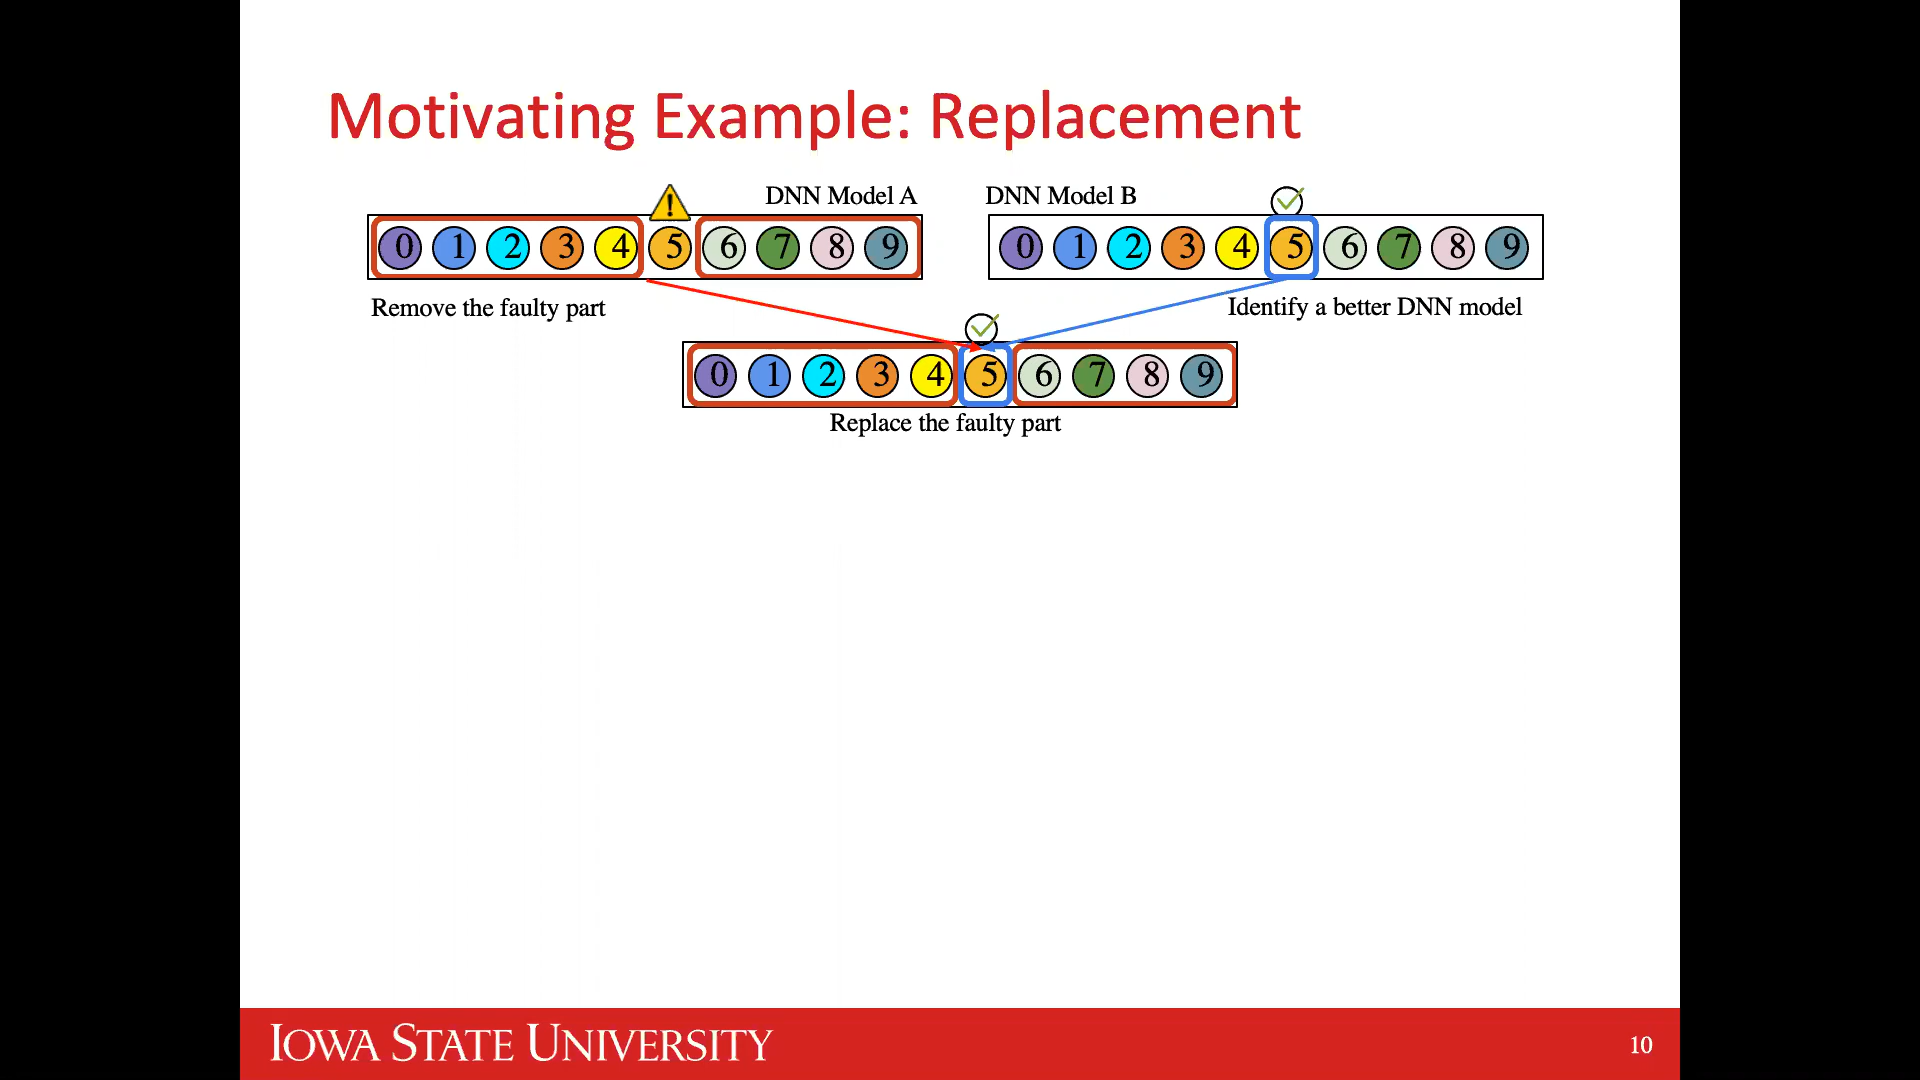 Motivating Example: Replacement
DNN Model A
DNN Model B
0 1 2 3 4 5 6 7 8 9
0 1 2 3 4 5 6 7 8 9
Remove the faulty part
Identify a better DNN model
0 1 2 3 4 5 6 7 8 9
Replace the faulty part
IOWA STATE UNIVERSITY
10